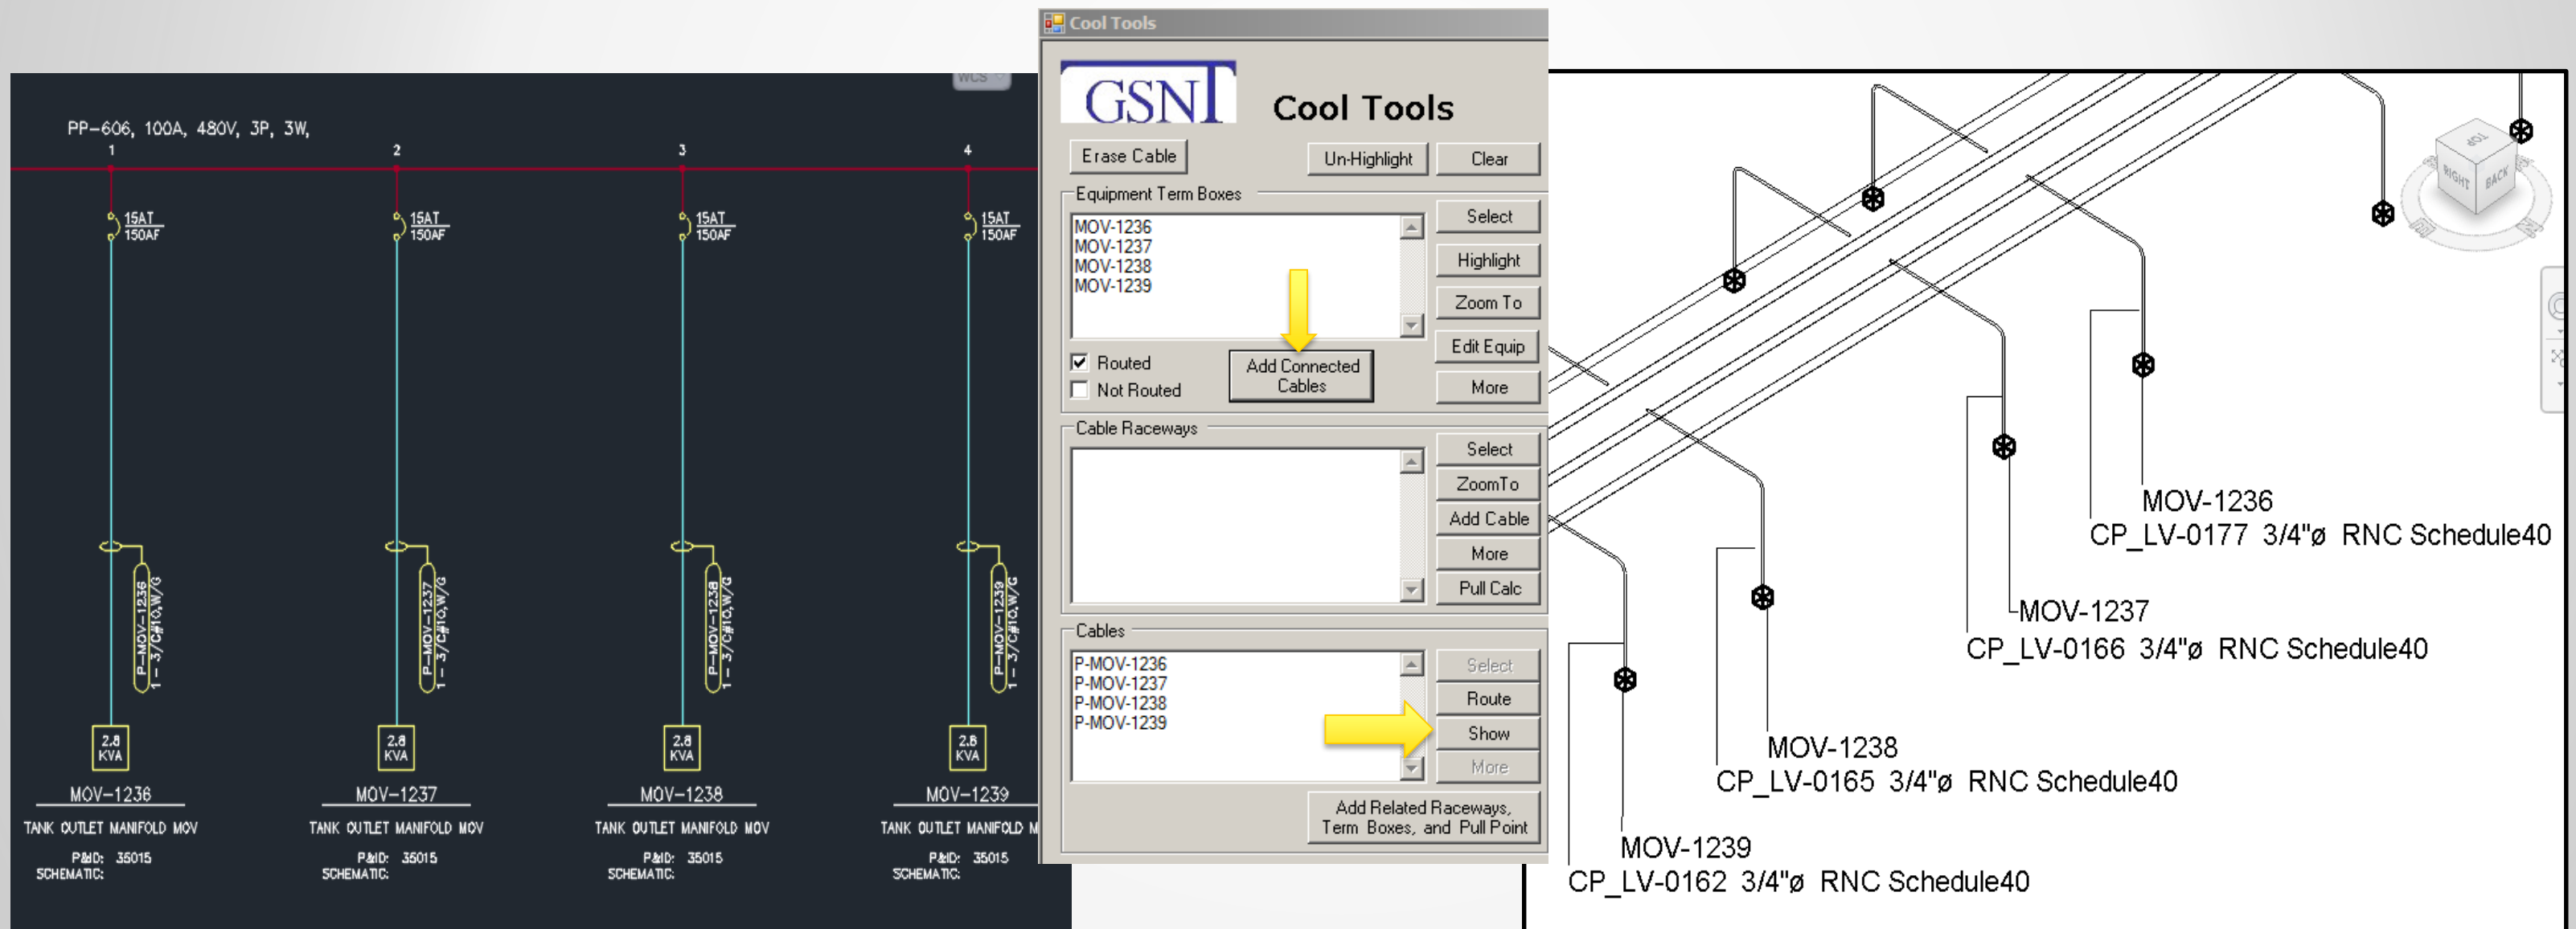 WCS
PP-606, 100A, 480V, 3P, 3W,
1
2
3
4
15AT
150AF
15AT
150AF
15AT
150AF
15AT
150AF
P-MOV-1236
1 - 3/C#10,W/G
P-MOV-1237
1 - 3/C#10,W/G
P-MOV-1238
1 - 3/C#10,W/G
P-MOV-1239
1 - 3/C#10,W/G
2.8
KVA
2.8
KVA
2.8
KVA
2.8
KVA
MOV-1236
MOV-1237
MOV-1238
MOV-1239
TANK OUTLET MANIFOLD MOV
TANK OUTLET MANIFOLD MOV
TANK OUTLET MANIFOLD MOV
TANK OUTLET MANIFOLD M
P&ID: 35015
SCHEMATIC:
P&ID: 35015
SCHEMATIC:
P&ID: 35015
SCHEMATIC:
P&ID: 35015
SCHEMATIC:
Cool Tools
GSNT
Cool Tools
Erase Cable
Un-Highlight
Clear
Equipment Term Boxes
MOV-1236
MOV-1237
MOV-1238
MOV-1239
Select
Highlight
Zoom To
Edit Equip
More
Routed
Not Routed
Add Connected
Cables
Cable Raceways
Select
ZoomTo
Add Cable
More
Pull Calc
Cables
P-MOV-1236
P-MOV-1237
P-MOV-1238
P-MOV-1239
Select
Route
Show
More
Add Related Raceways,
Term Boxes, and Pull Point
TOP
RIGHT
BACK
E
N
MOV-1236
CP_LV-0177 3/4"ø RNC Schedule40
MOV-1237
CP_LV-0166 3/4"ø RNC Schedule40
MOV-1238
CP_LV-0165 3/4"ø RNC Schedule40
MOV-1239
CP_LV-0162 3/4"ø RNC Schedule40